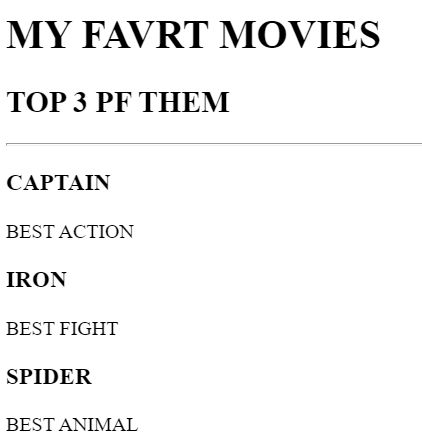 MY FAVRT MOVIES
TOP 3 PF THEM
CAPTAIN
BEST ACTION
IRON
BEST FIGHT
SPIDER
BEST ANIMAL